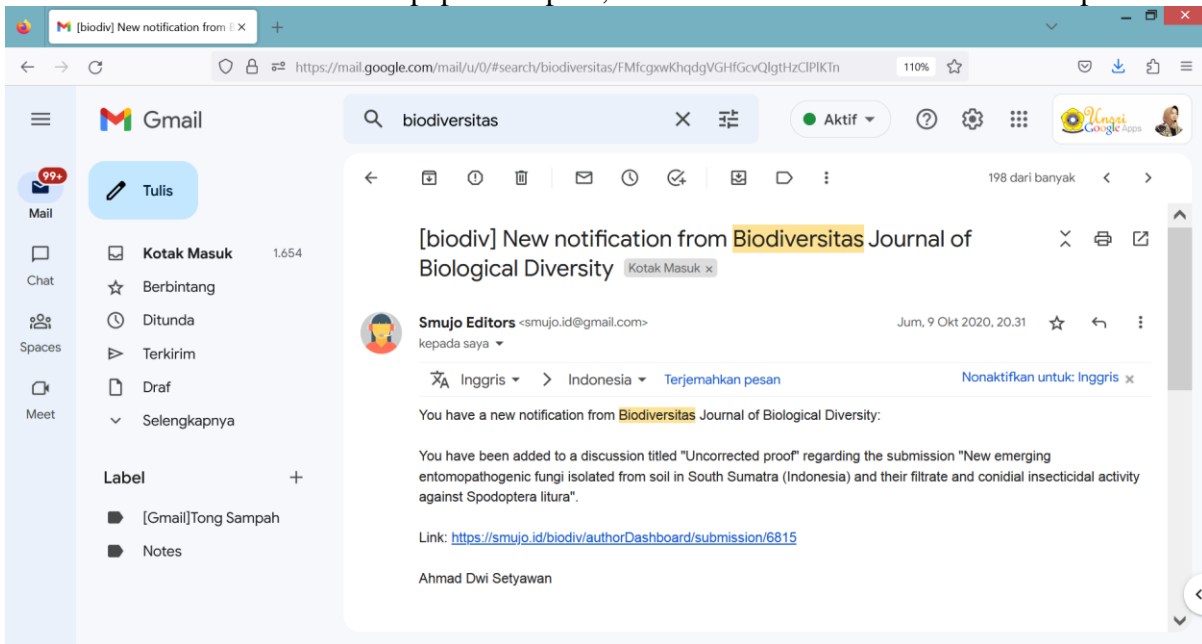 [biodiv] New notification from B
https://mail.google.com/mail/u/0/#search/biodiversitas/FMfcgxwKhqdgVGHfGcvQlgtHzClPlKTn
110%
Gmail
biodiversitas
Aktif
Unsri
Google Apps
99+
Mail
Chat
Spaces
Meet
Tulis
Kotak Masuk 1.654
Berbintang
Ditunda
Terkirim
Draf
Selengkapnya
Label
[Gmail]Tong Sampah
Notes
198 dari banyak
[biodiv] New notification from Biodiversitas Journal of
Biological Diversity Kotak Masuk x
Smujo Editors <smujo.id@gmail.com>
Jum, 9 Okt 2020, 20.31
kepada saya
Inggris > Indonesia Terjemahkan pesan
Nonaktifkan untuk: Inggris x
You have a new notification from Biodiversitas Journal of Biological Diversity:
You have been added to a discussion titled "Uncorrected proof" regarding the submission "New emerging
entomopathogenic fungi isolated from soil in South Sumatra (Indonesia) and their filtrate and conidial insecticidal activity
against Spodoptera litura".
Link: https://smujo.id/biodiv/authorDashboard/submission/6815
Ahmad Dwi Setyawan